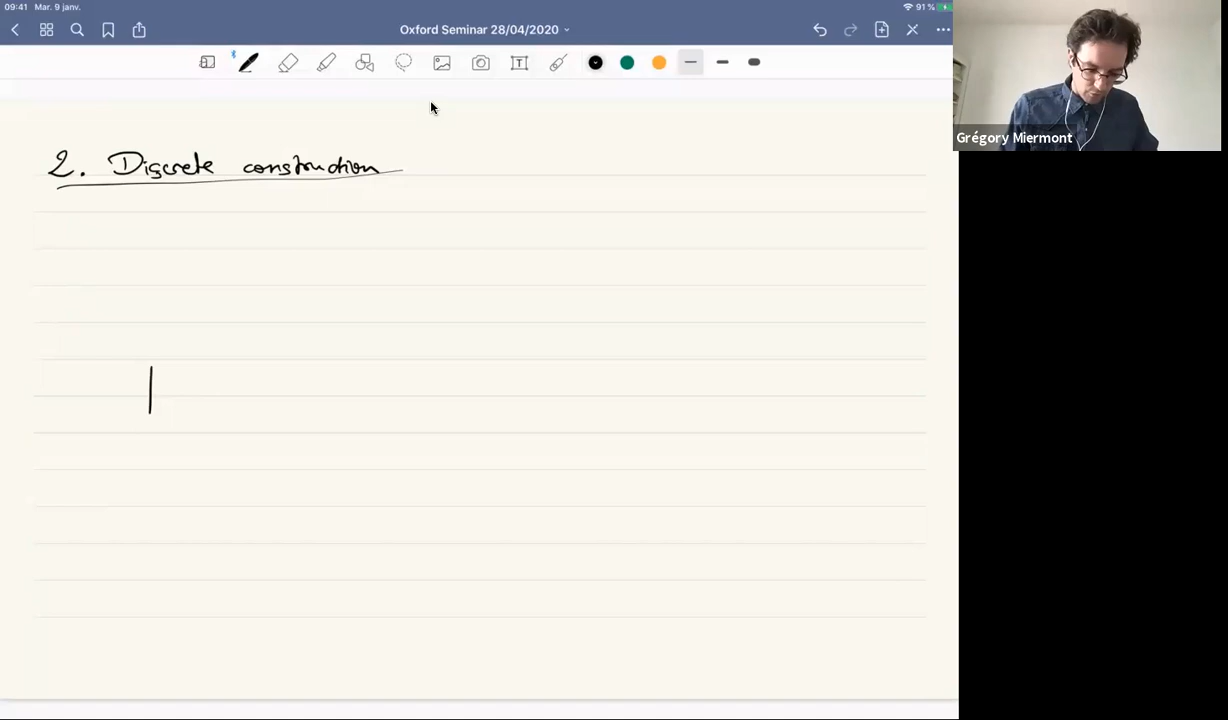 09:41 Mar. 9 janv.
91 %
Oxford Seminar 28/04/2020
T
Grégory Miermont
2. Discrete construction